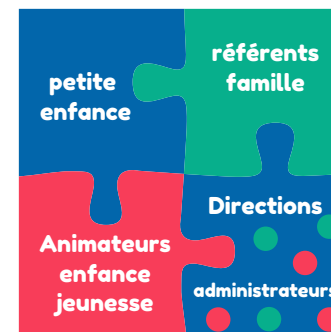 petite
enfance
référents
famille
Animateurs
enfance
jeunesse
Directions
administrateurs